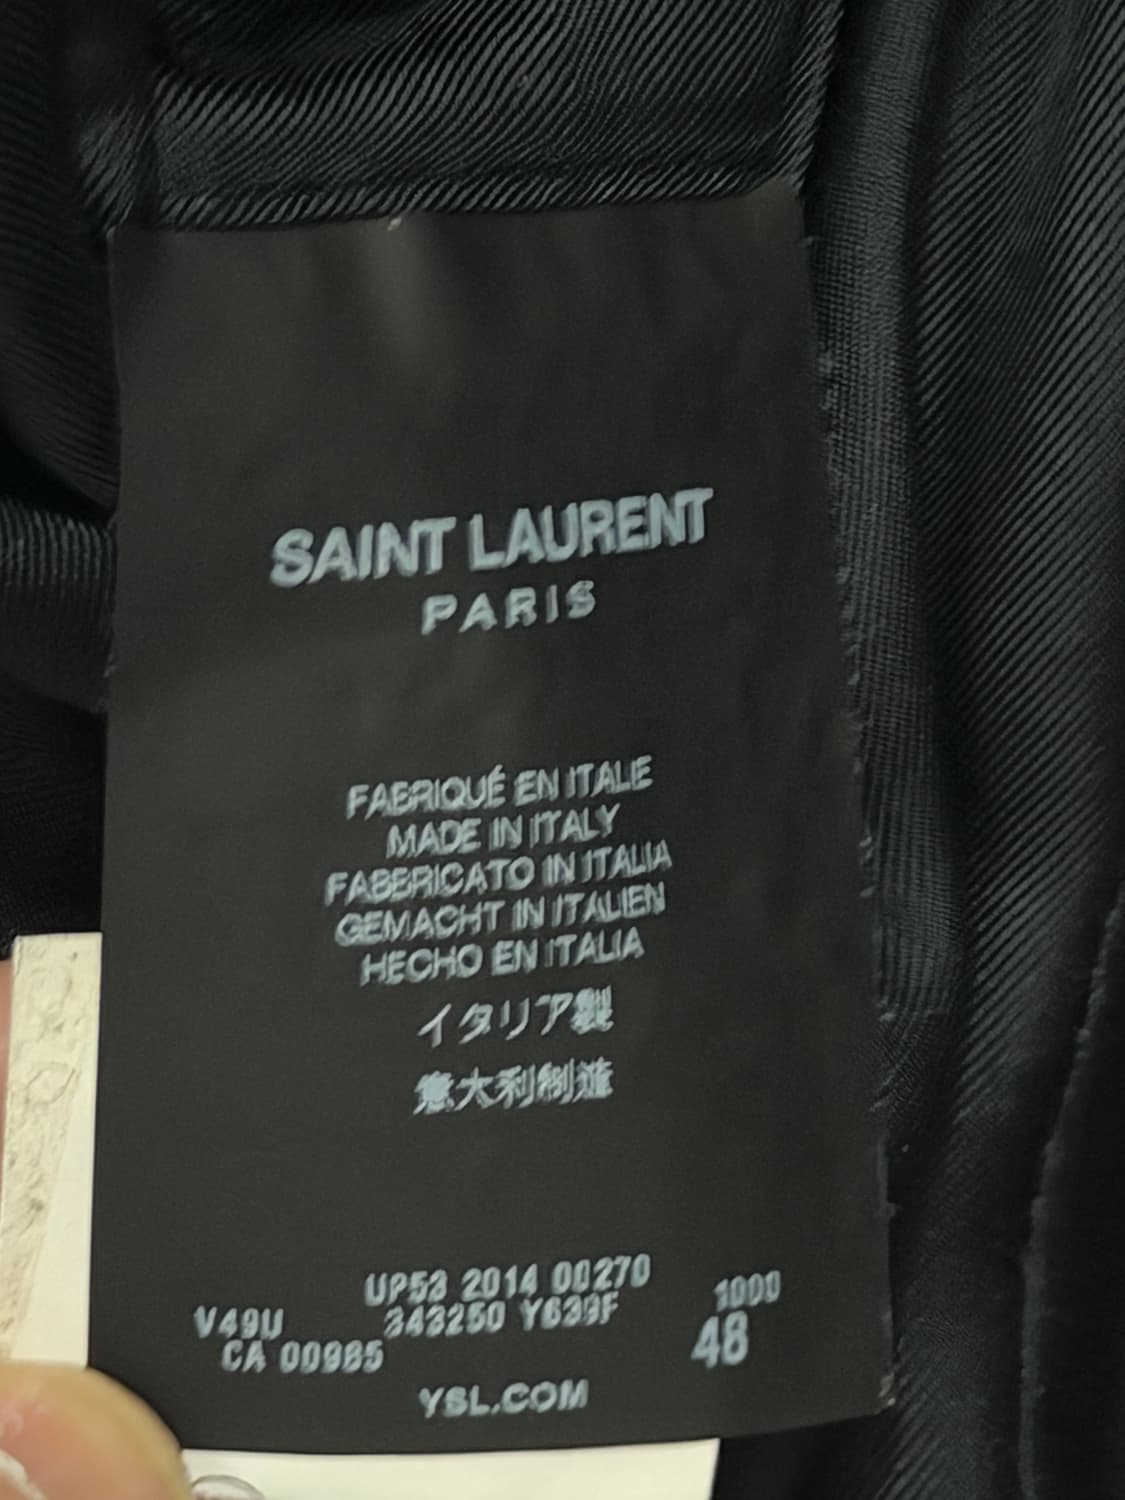 SAINT LAURENT
PARIS
FABRIQUÉ EN ITALE
MADE IN ITALY
FABBRICATO IN ITALIA
GEMACHT IN ITALIEN
HECHO EN ITALIA
イタリア製
意大利制造
UP53 2014 00270
1000
V49U
343250 Y639F
48
CA 00985
YSL.COM